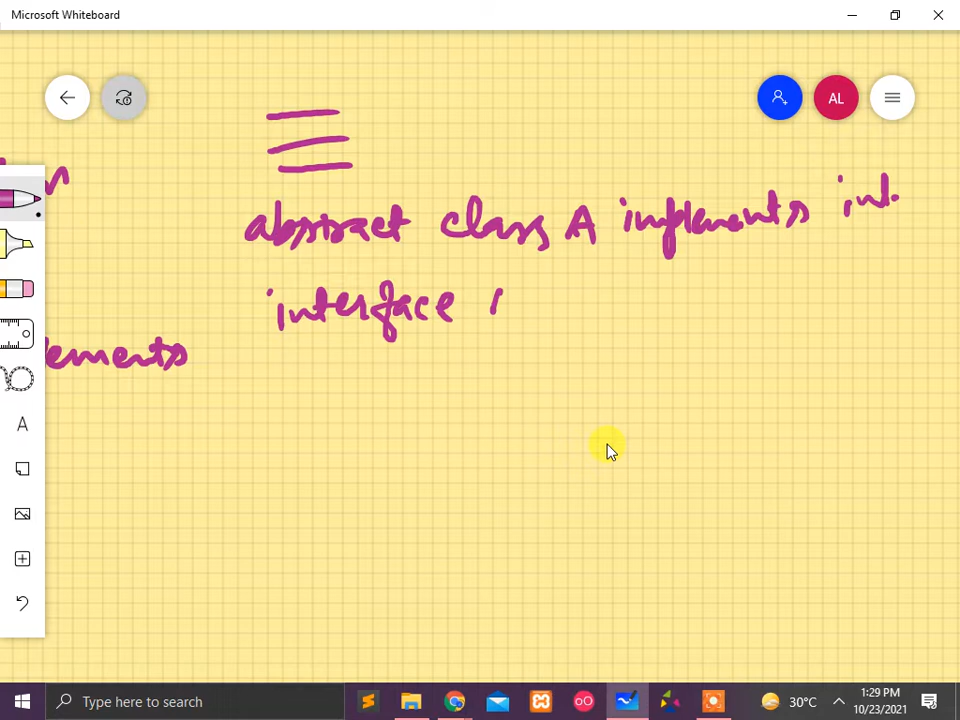 Microsoft Whiteboard
AL
abstract class A implements int.
interface
ements
A
Type here to search
30°C
1:29 PM
10/23/2021